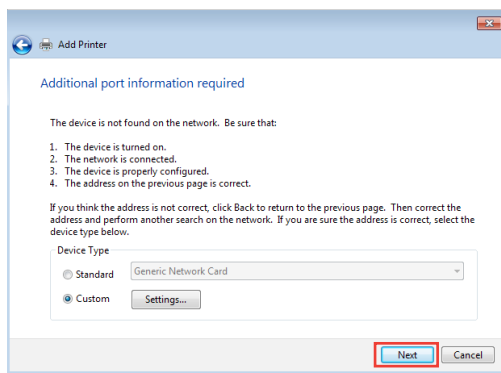 Add Printer
Additional port information required
The device is not found on the network. Be sure that:
1. The device is turned on.
2. The network is connected.
3. The device is properly configured.
4. The address on the previous page is correct.
If you think the address is not correct, click Back to return to the previous page. Then correct the
address and perform another search on the network. If you are sure the address is correct, select the
device type below.
Device Type
Standard Generic Network Card
Custom Settings...
Next Cancel